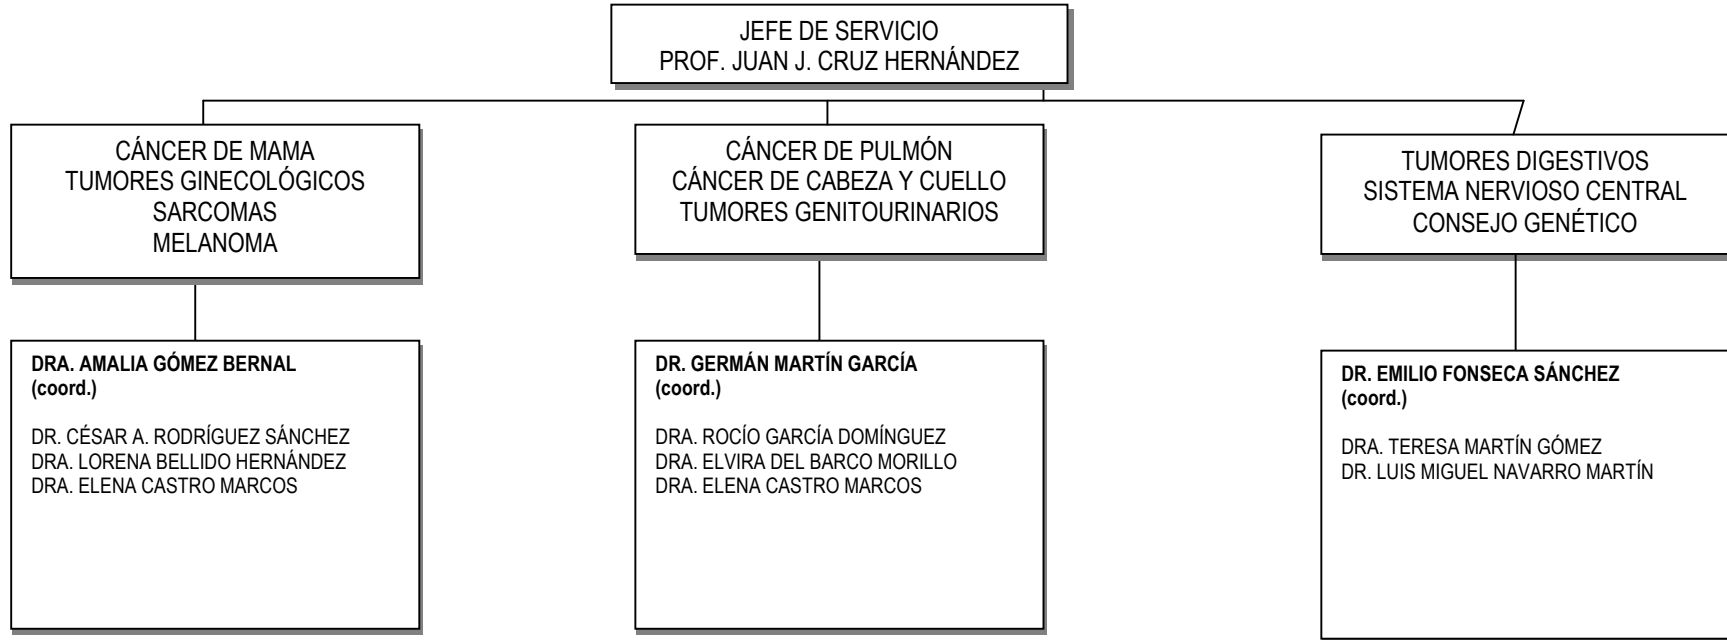 JEFE DE SERVICIO
PROF. JUAN J. CRUZ HERNÁNDEZ
CÁNCER DE MAMA
TUMORES GINECOLÓGICOS
SARCOMAS
MELANOMA
CÁNCER DE PULMÓN
CÁNCER DE CABEZA Y CUELLO
TUMORES GENITOURINARIOS
TUMORES DIGESTIVOS
SISTEMA NERVIOSO CENTRAL
CONSEJO GENÉTICO
DRA. AMALIA GÓMEZ BERNAL
(coord.)
DR. CÉSAR A. RODRÍGUEZ SÁNCHEZ
DRA. LORENA BELLIDO HERNÁNDEZ
DRA. ELENA CASTRO MARCOS
DR. GERMÁN MARTÍN GARCÍA
(coord.)
DRA. ROCÍO GARCÍA DOMÍNGUEZ
DRA. ELVIRA DEL BARCO MORILLO
DRA. ELENA CASTRO MARCOS
DR. EMILIO FONSECA SÁNCHEZ
(coord.)
DRA. TERESA MARTÍN GÓMEZ
DR. LUIS MIGUEL NAVARRO MARTÍN